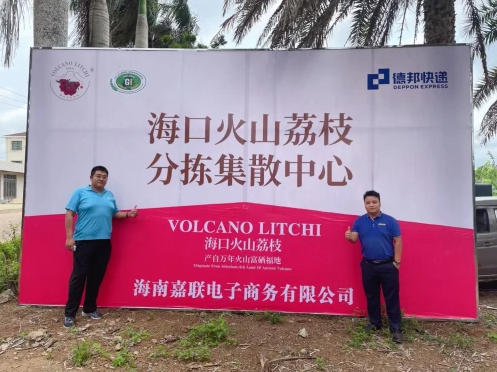 VOLCANO LITCHI
GI
德邦快递
DEPPON EXPRESS
海口火山荔枝
分拣集散中心
VOLCANO LITCHI
海口火山荔枝
产自万年火山富硒福地
海南嘉联电子商务有限公司